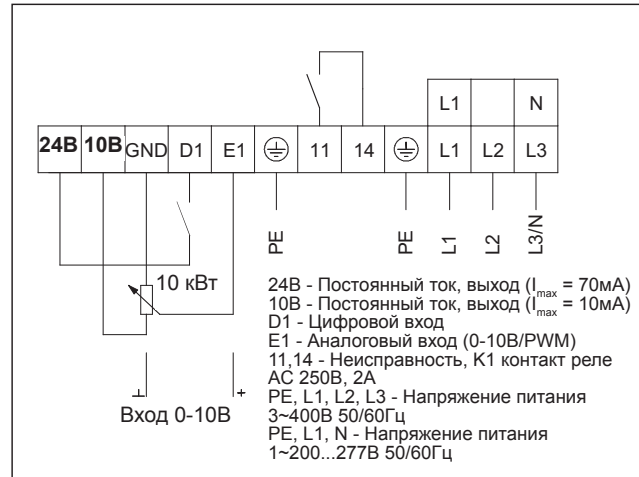 L1 N
24В 10В GND D1 E1 11 14 L1 L2 L3
PE PE L1 L2 L3/N
10 кВт
24В - Постоянный ток, выход (Imax = 70мА)
10В - Постоянный ток, выход (Imax = 10мА)
D1 - Цифровой вход
E1 - Аналоговый вход (0-10В/PWM)
11,14 - Неисправность, K1 контакт реле
AC 250В, 2А
PE, L1, L2, L3 - Напряжение питания
3~400В 50/60Гц
PE, L1, N - Напряжение питания
1~200...277В 50/60Гц
⊥ +
Вход 0-10В